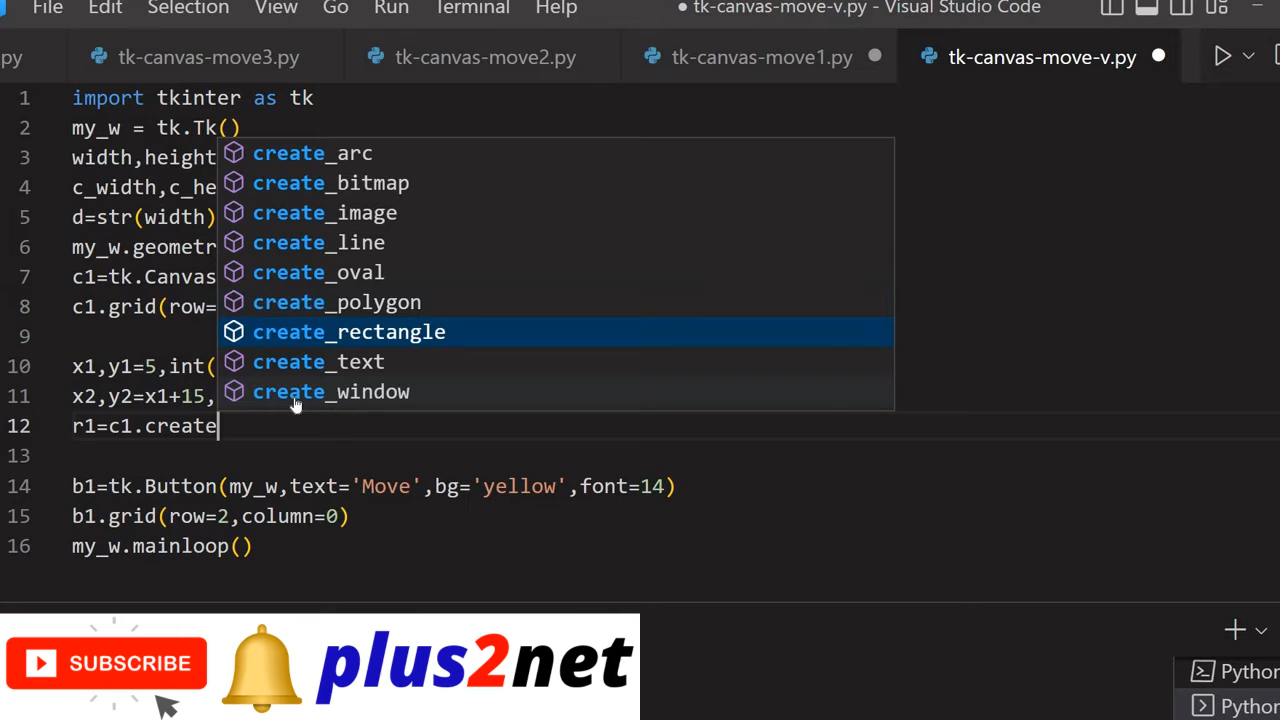 File Edit Selection View Go Run Terminal Help ● tk-canvas-move-v.py - Visual Studio Code
py tk-canvas-move3.py tk-canvas-move2.py tk-canvas-move1.py tk-canvas-move-v.py
1 import tkinter as tk
2 my_w = tk.Tk()
3 width,height
4 c_width,c_he
5 d=str(width)
6 my_w.geometr
7 c1=tk.Canvas
8 c1.grid(row=
9
10 x1,y1=5,int(
11 x2,y2=x1+15,
12 r1=c1.create
create_arc
create_bitmap
create_image
create_line
create_oval
create_polygon
create_rectangle
create_text
create_window
13
14 b1=tk.Button(my_w,text='Move',bg='yellow',font=14)
15 b1.grid(row=2,column=0)
16 my_w.mainloop()
SUBSCRIBE
plus2net
Python
Python